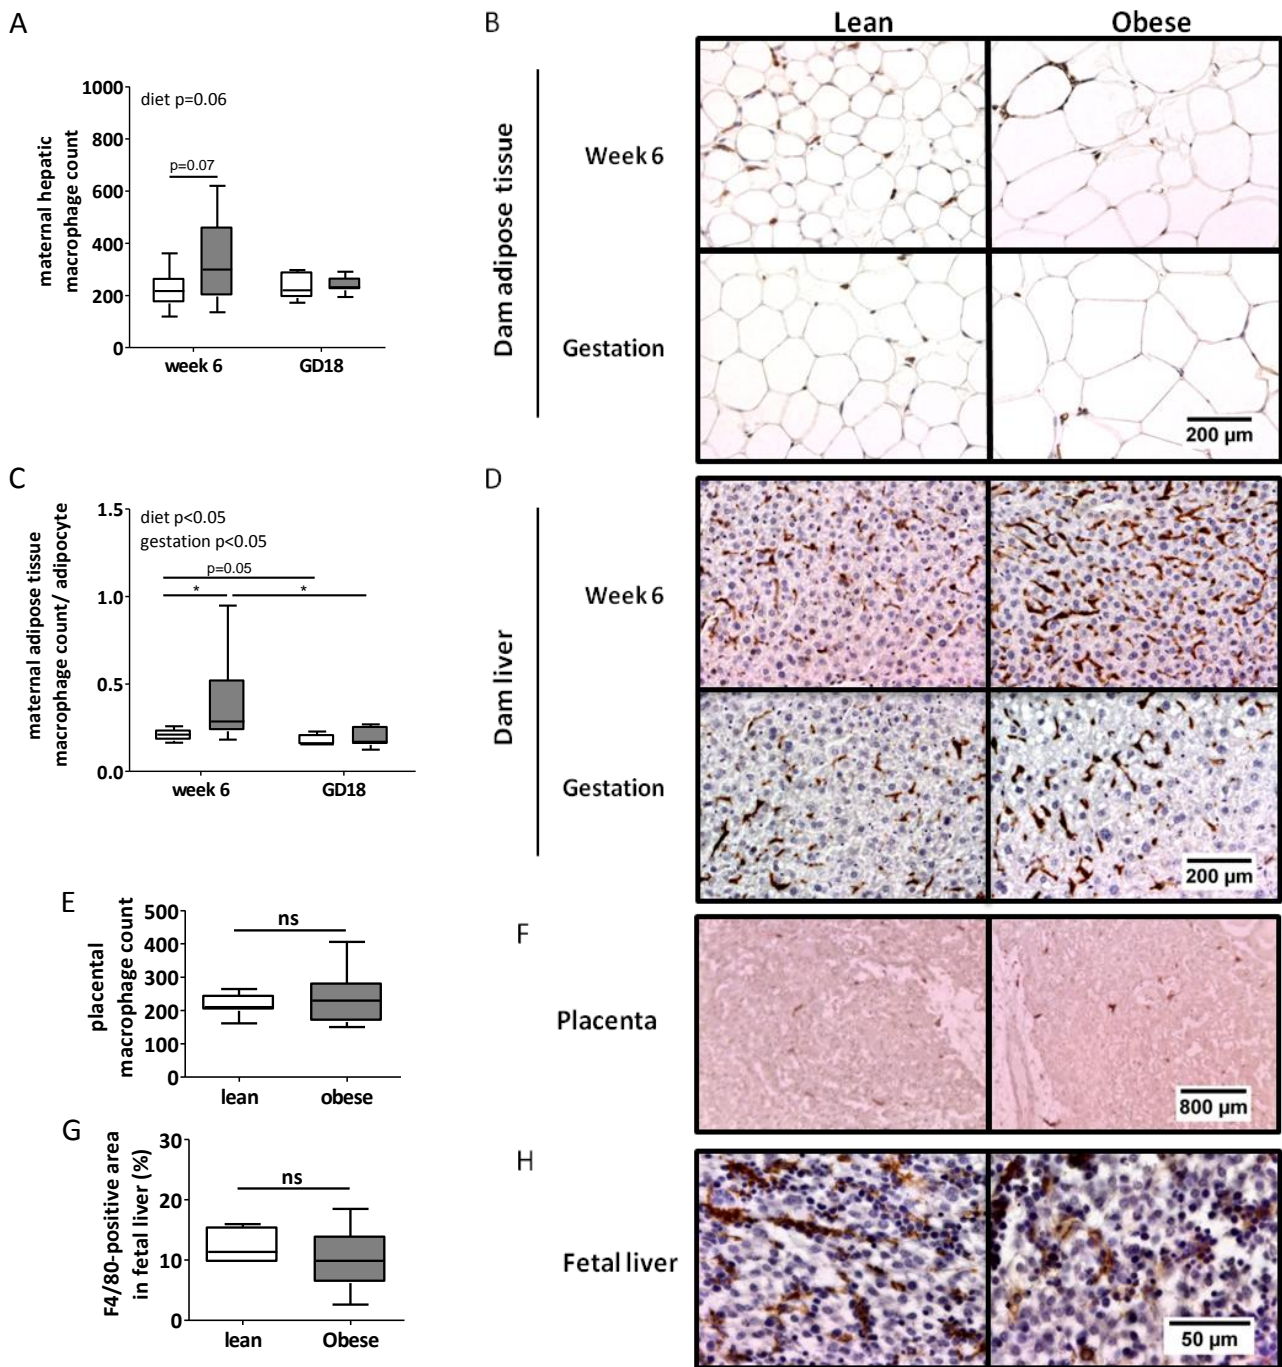 A
maternal hepatic
macrophage count
1000
800
600
400
200
0
diet p=0.06
p=0.07
week 6
GD18
B
Lean
Obese
Dam adipose tissue
Week 6
Gestation
200 µm
C
maternal adipose tissue
macrophage count/ adipocyte
1.5
1.0
0.5
0.0
diet p<0.05
gestation p<0.05
p=0.05
*
*
week 6
GD18
D
Dam liver
Week 6
Gestation
200 µm
E
placental
macrophage count
500
400
300
200
100
0
ns
lean
obese
F
Placenta
800 µm
G
F4/80-positive area
in fetal liver (%)
30
20
10
0
ns
lean
Obese
H
Fetal liver
50 µm